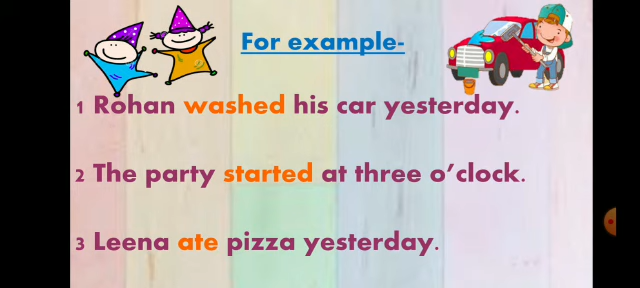 For example-
1 Rohan washed his car yesterday.
2 The party started at three o’clock.
3 Leena ate pizza yesterday.